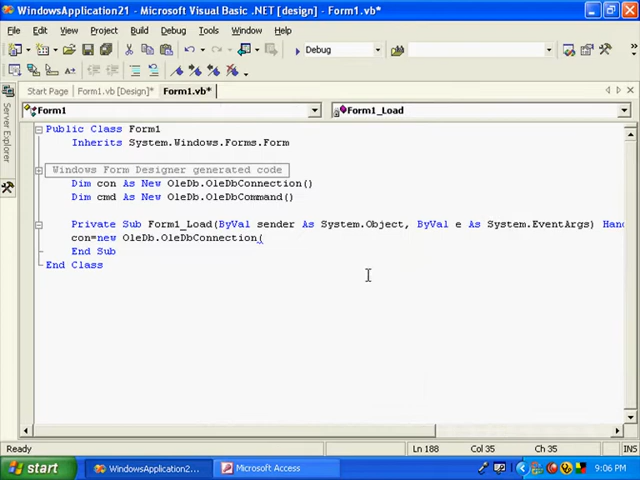 WindowsApplication21 - Microsoft Visual Basic .NET [design] - Form1.vb*
File Edit View Project Build Debug Tools Window Help
Debug
Start Page Form1.vb [Design]* Form1.vb*
Form1 Form1_Load
Server Explorer
Public Class Form1
Inherits System.Windows.Forms.Form
Windows Form Designer generated code
Dim con As New OleDb.OleDbConnection()
Dim cmd As New OleDb.OleDbCommand()
Private Sub Form1_Load(ByVal sender As System.Object, ByVal e As System.EventArgs) Hand
con=new OleDb.OleDbConnection(
End Sub
End Class
Ready Ln 188 Col 35 Ch 35 INS
start WindowsApplication2... Microsoft Access 9:06 PM